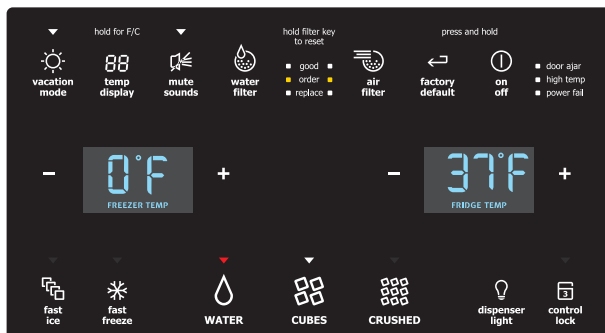 hold for F/C
hold filter key
to reset
press and hold
88
vacation
mode
temp
display
mute
sounds
water
filter
good
order
replace
air
filter
factory
default
on
off
door ajar
high temp
power fail
0°F
FREEZER TEMP
37°F
FRIDGE TEMP
3
fast
ice
fast
freeze
WATER
CUBES
CRUSHED
dispenser
light
control
lock